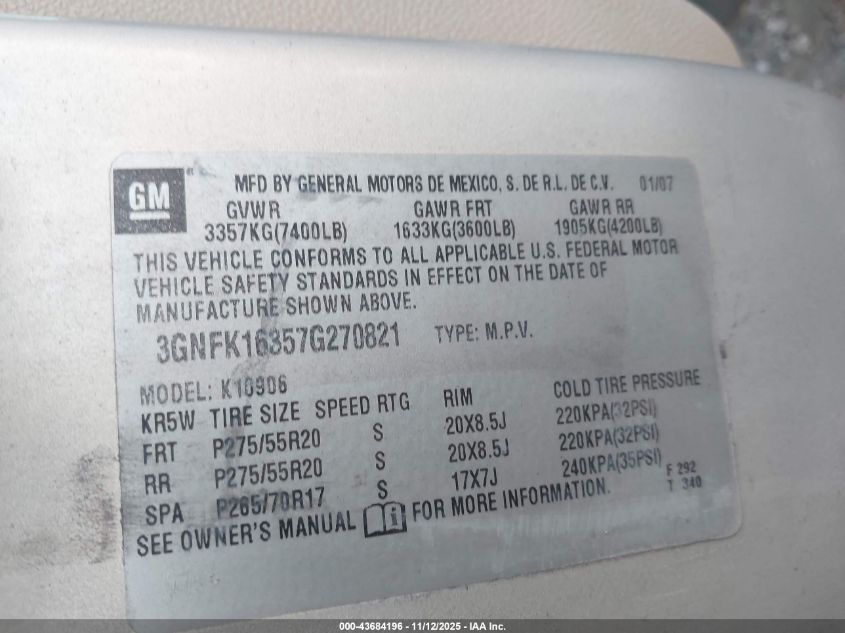 GM
MFD BY GENERAL MOTORS DE MEXICO, S. DE R.L. DE C.V. 01/07
GVWR GAWR FRT GAWR RR
3357KG(7400LB) 1633KG(3600LB) 1905KG(4200LB)
THIS VEHICLE CONFORMS TO ALL APPLICABLE U.S. FEDERAL MOTOR
VEHICLE SAFETY STANDARDS IN EFFECT ON THE DATE OF
MANUFACTURE SHOWN ABOVE.
3GNFK16357G270821 TYPE: M.P.V.
MODEL: K10906
KR5W TIRE SIZE SPEED RTG RIM COLD TIRE PRESSURE
FRT P275/55R20 S 20X8.5J 220KPA(32PSI)
RR P275/55R20 S 20X8.5J 220KPA(32PSI)
SPA P265/70R17 S 17X7J 240KPA(35PSI)
F 292
T 340
SEE OWNER'S MANUAL i FOR MORE INFORMATION.
000-43684196 - 11/12/2025 - IAA Inc.